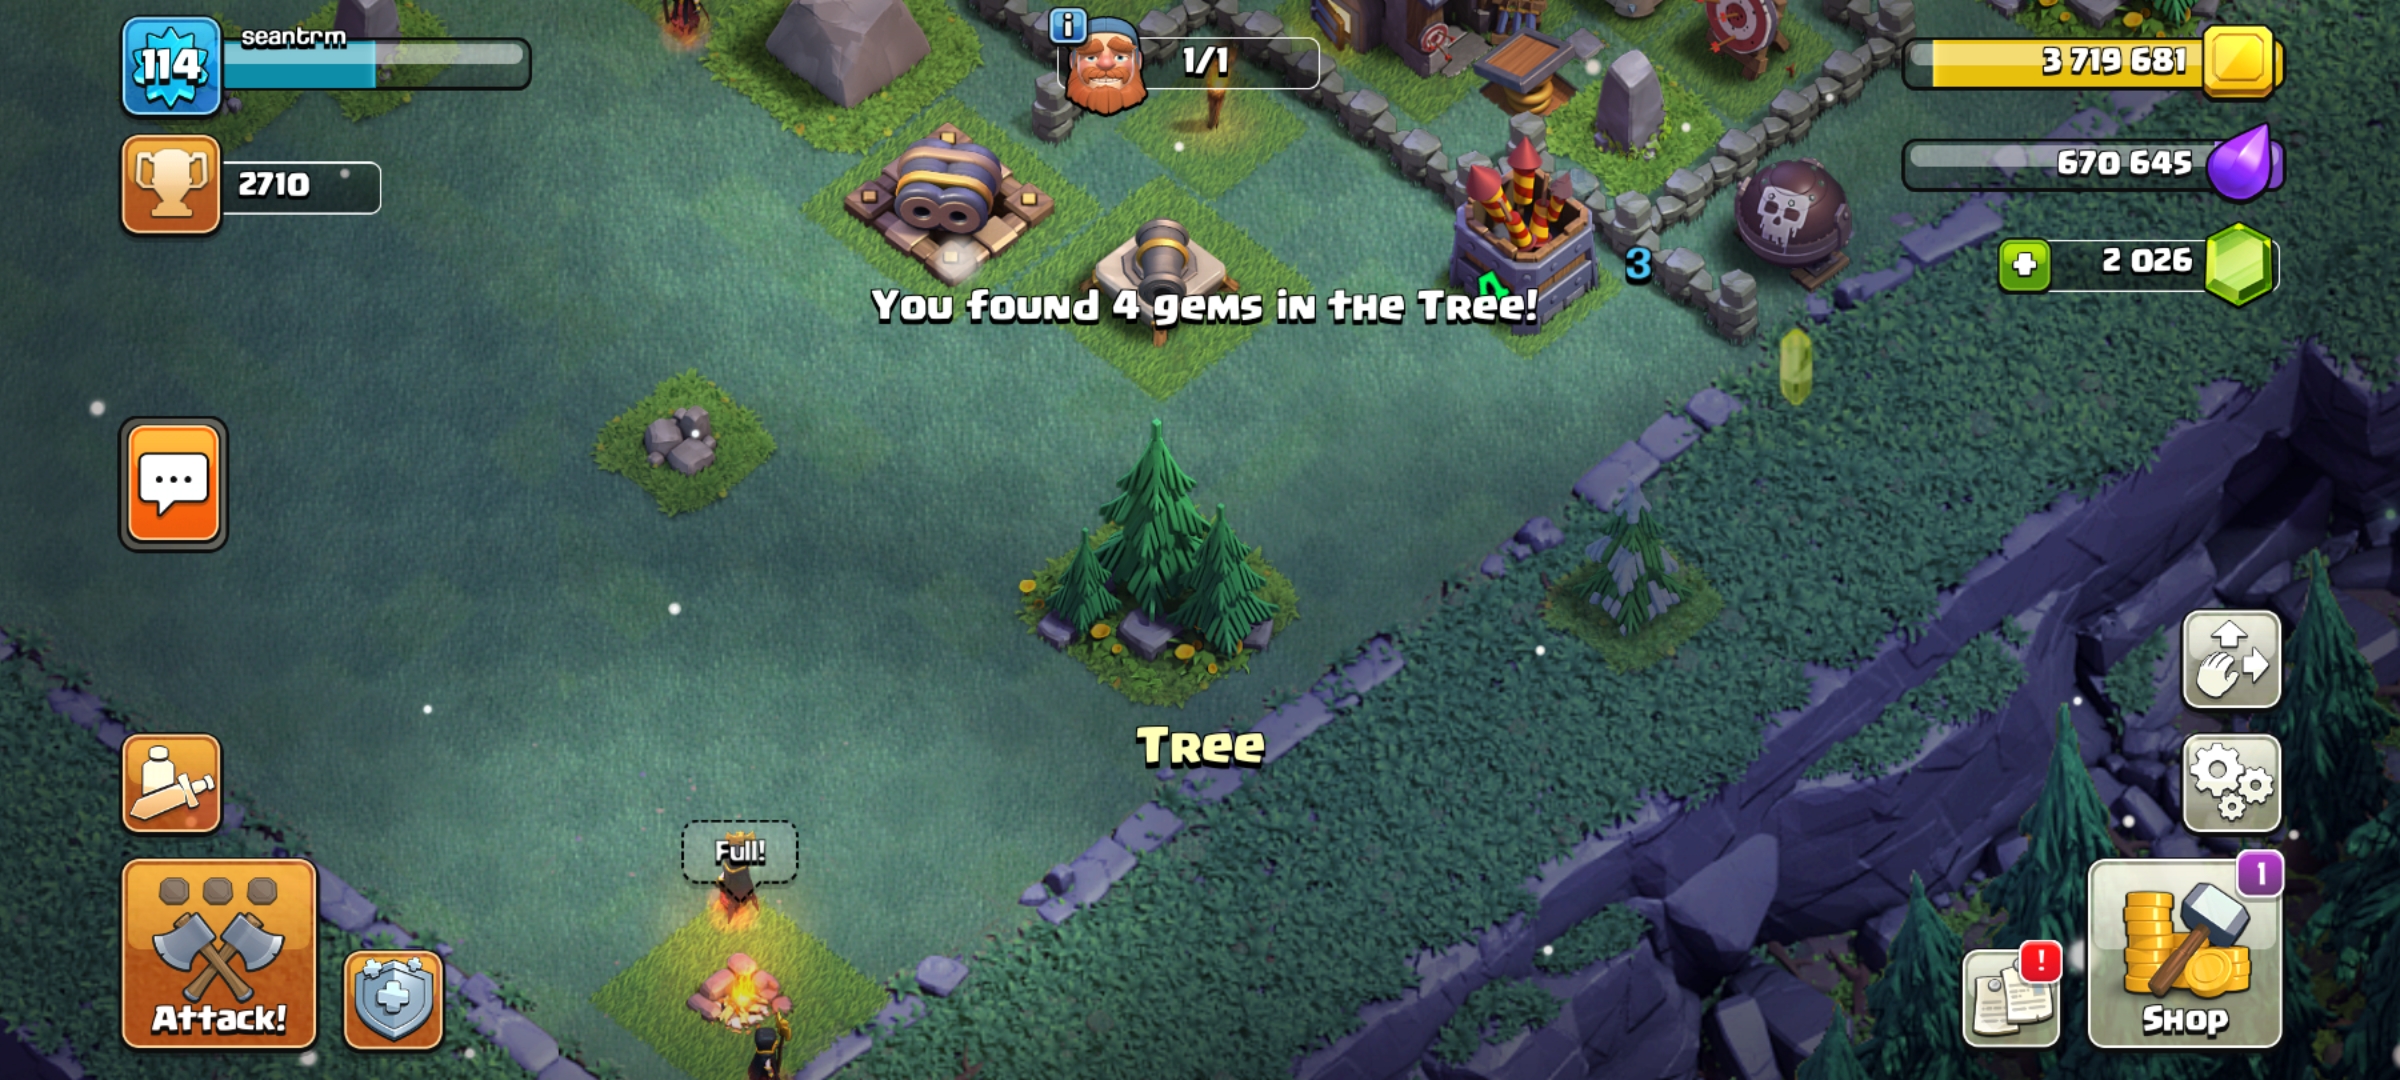 seantrm
114
1/1
3 719 681
2710
670 645
2 026
4
3
You found 4 gems in the Tree!
Tree
Full!
Attack!
!
1
Shop